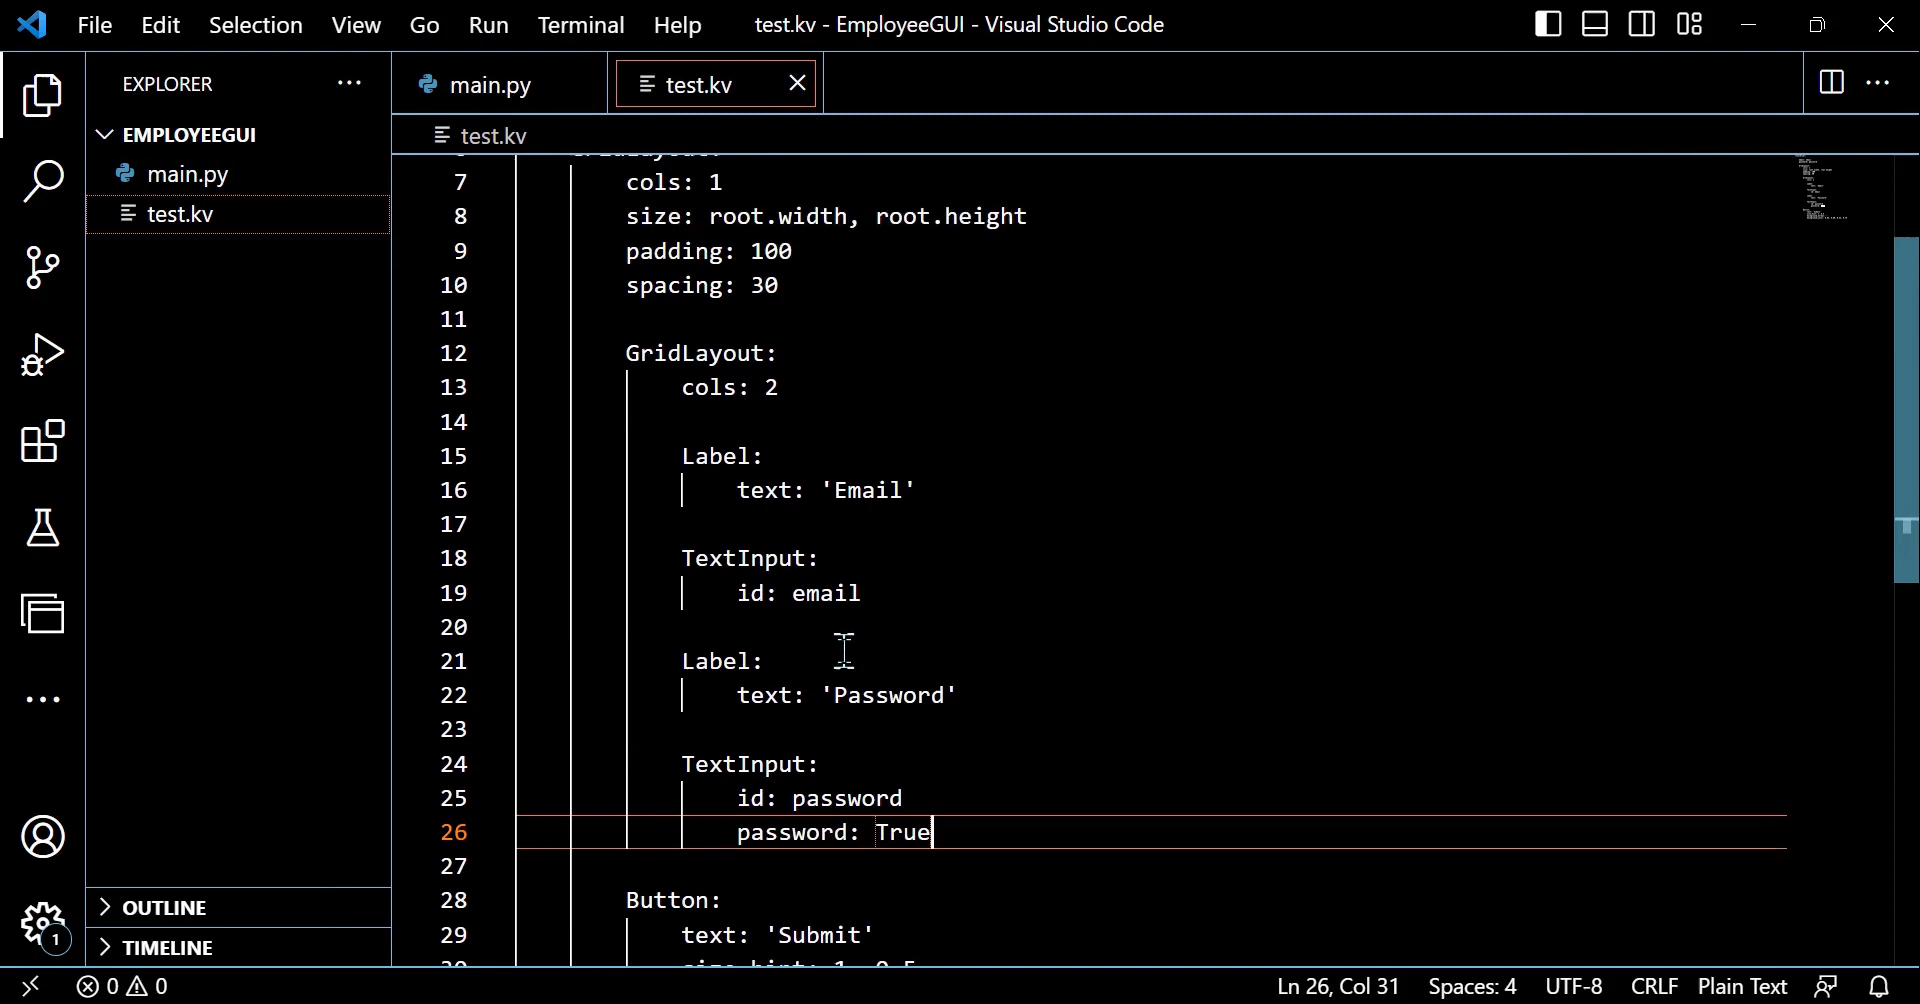 File Edit Selection View Go Run Terminal Help test.kv - EmployeeGUI - Visual Studio Code
EXPLORER
EMPLOYEEGUI
main.py
test.kv
OUTLINE
TIMELINE
1
main.py test.kv
test.kv
7 cols: 1
8 size: root.width, root.height
9 padding: 100
10 spacing: 30
11
12 GridLayout:
13 cols: 2
14
15 Label:
16 text: 'Email'
17
18 TextInput:
19 id: email
20
21 Label:
22 text: 'Password'
23
24 TextInput:
25 id: password
26 password: True
27
28 Button:
29 text: 'Submit'
0 0 Ln 26, Col 31 Spaces: 4 UTF-8 CRLF Plain Text